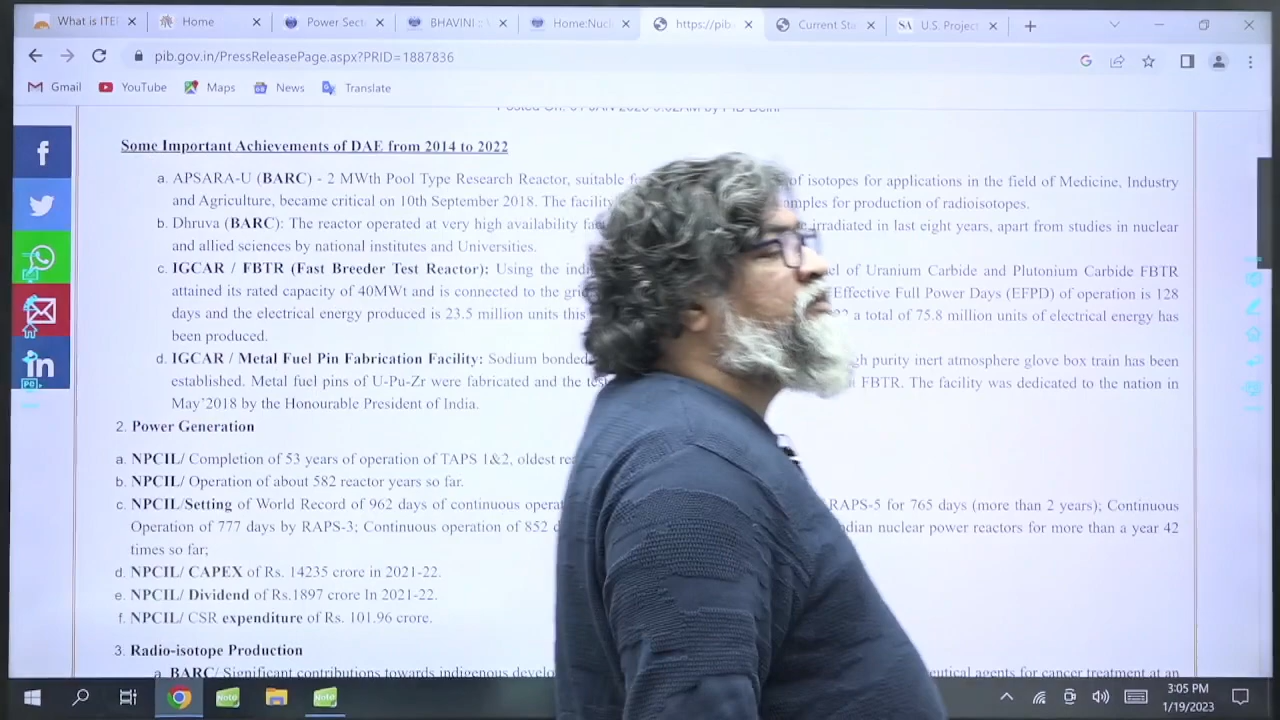 What is ITE
Home
Power Sect
BHAVINI ::
Home:Nucl
https://pib.
Current Sta
SA U.S. Project
pib.gov.in/PressReleasePage.aspx?PRID=1887836
Gmail YouTube Maps News Translate
Some Important Achievements of DAE from 2014 to 2022
a. APSARA-U (BARC) - 2 MWth Pool Type Research Reactor, suitable of isotopes for applications in the field of Medicine, Industry
and Agriculture, became critical on 10th September 2018. The facility for production of radioisotopes.
b. Dhruva (BARC): The reactor operated at very high availability irradiated in last eight years, apart from studies in nuclear
and allied sciences by national institutes and Universities.
c. IGCAR / FBTR (Fast Breeder Test Reactor): Using the of Uranium Carbide and Plutonium Carbide FBTR
attained its rated capacity of 40MWt and is connected to the Effective Full Power Days (EFPD) of operation is 128
days and the electrical energy produced is 23.5 million units this a total of 75.8 million units of electrical energy has
been produced.
d. IGCAR / Metal Fuel Pin Fabrication Facility: Sodium bonded purity inert atmosphere glove box train has been
established. Metal fuel pins of U-Pu-Zr were fabricated and the FBTR. The facility was dedicated to the nation in
May'2018 by the Honourable President of India.
2. Power Generation
a. NPCIL/ Completion of 53 years of operation of TAPS 1&2, oldest
b. NPCIL/ Operation of about 582 reactor years so far.
c. NPCIL/Setting of World Record of 962 days of continuous RAPS-5 for 765 days (more than 2 years); Continuous
Operation of 777 days by RAPS-3; Continuous operation of 852 nuclear power reactors for more than a year 42
times so far;
d. NPCIL/ CAPEX of Rs. 14235 crore in 2021-22.
e. NPCIL/ Dividend of Rs.1897 crore In 2021-22.
f. NPCIL/ CSR expenditure of Rs. 101.96 crore.
3. Radio-isotope Production
BARC/ contributions towards indigenous agents for cancer treatment at an
3:05 PM
1/19/2023